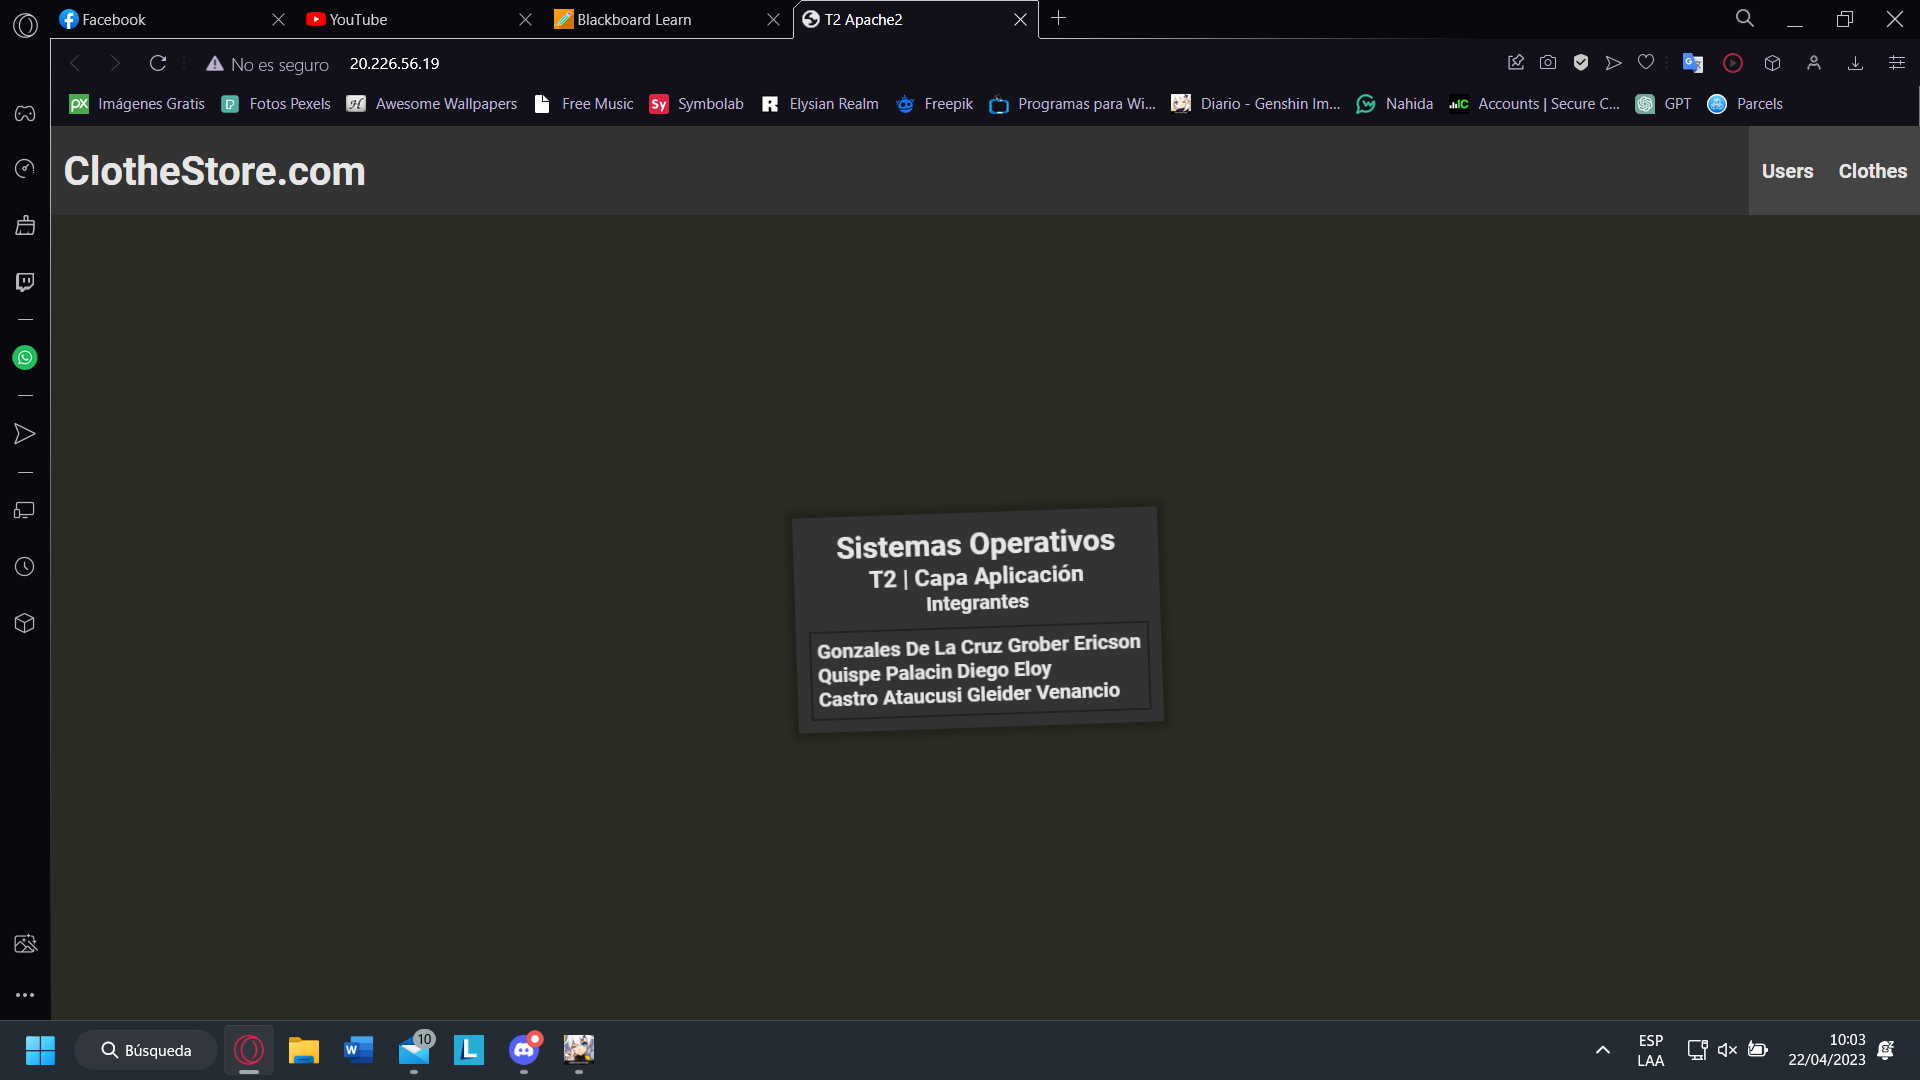 Facebook
YouTube
Blackboard Learn
T2 Apache2
No es seguro 20.226.56.19
Imágenes Gratis
Fotos Pexels
Awesome Wallpapers
Free Music
Symbolab
Elysian Realm
Freepik
Programas para Wi...
Diario - Genshin Im...
Nahida
Accounts | Secure C...
GPT
Parcels
ClotheStore.com
Users
Clothes
Sistemas Operativos
T2 | Capa Aplicación
Integrantes
Gonzales De La Cruz Grober Ericson
Quispe Palacin Diego Eloy
Castro Ataucusi Gleider Venancio
Búsqueda
10
ESP
LAA
10:03
22/04/2023